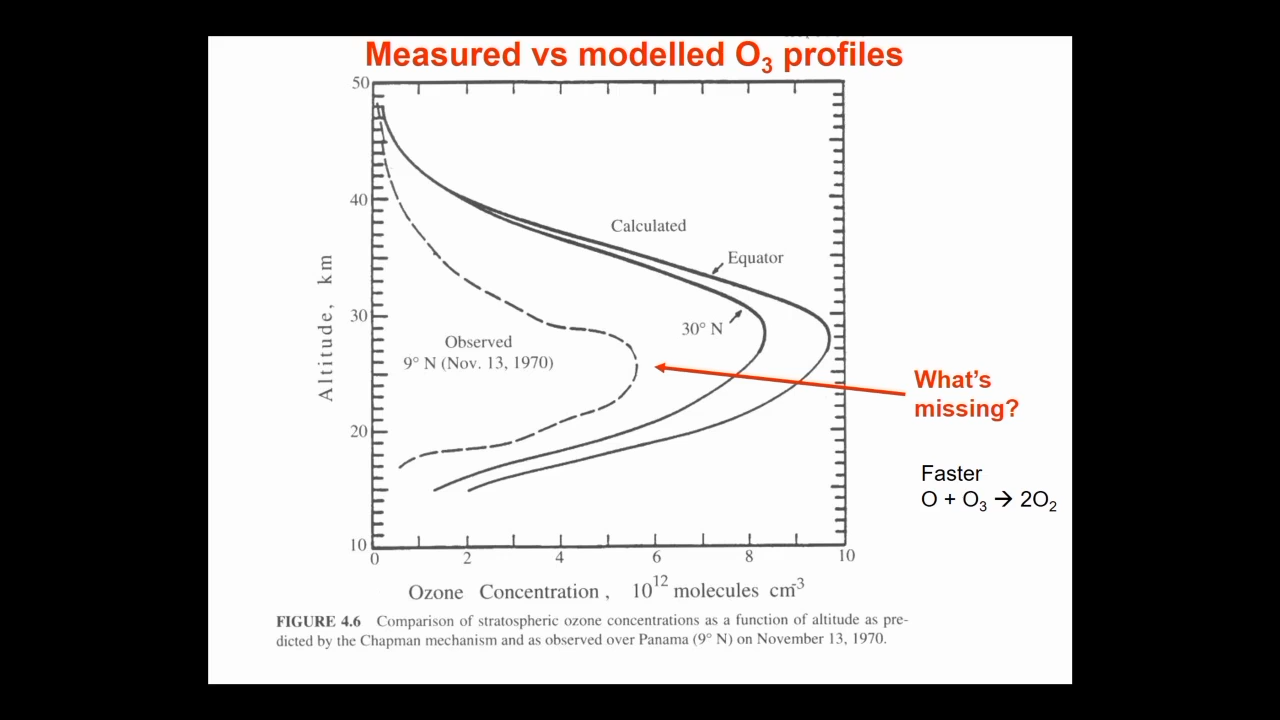 Measured vs modelled O₃ profiles
50
40
30
20
10
Altitude, km
Calculated
Equator
30° N
Observed
9° N (Nov. 13, 1970)
What's
missing?
Faster
O + O₃ → 2O₂
0 2 4 6 8 10
Ozone Concentration, 10¹² molecules cm⁻³
FIGURE 4.6 Comparison of stratospheric ozone concentrations as a function of altitude as pre-
dicted by the Chapman mechanism and as observed over Panama (9° N) on November 13, 1970.